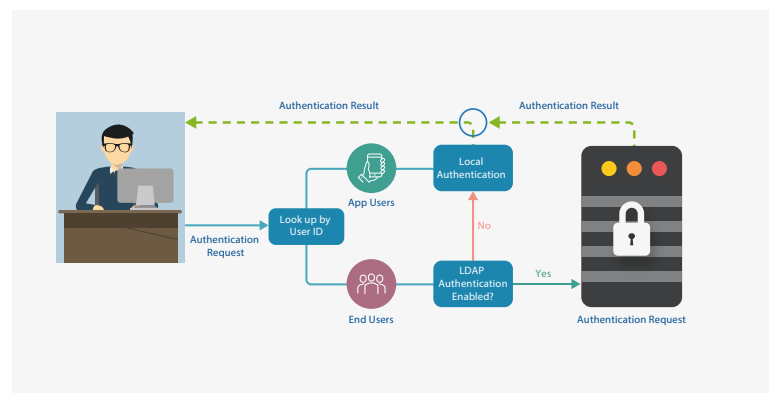 Authentication Result
Authentication Result
Local
Authentication
App Users
Look up by
User ID
Authentication
Request
No
LDAP
Authentication
Enabled?
Yes
End Users
Authentication Request